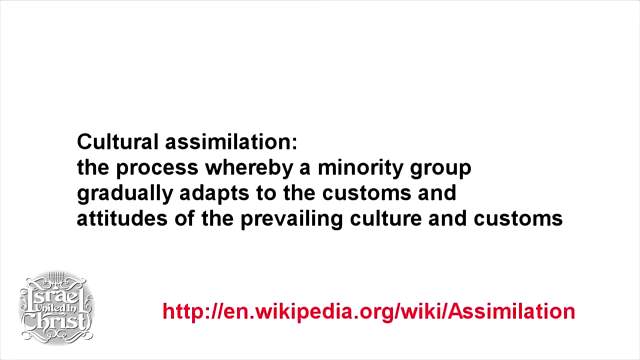 Cultural assimilation:
the process whereby a minority group
gradually adapts to the customs and
attitudes of the prevailing culture and customs
Israel
United In
Christ
http://en.wikipedia.org/wiki/Assimilation